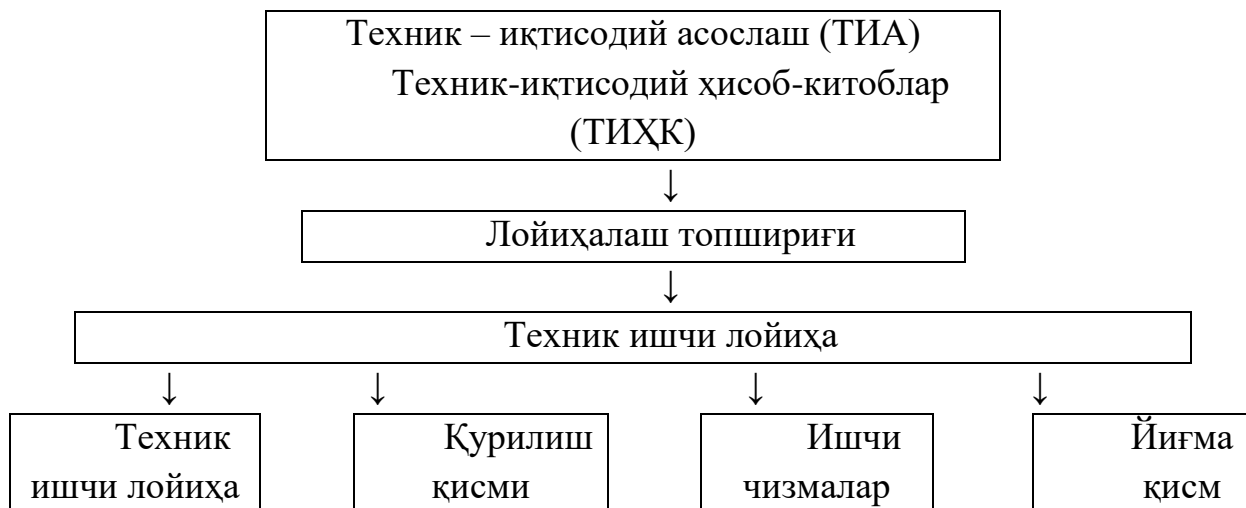 Техник – иқтисодий асослаш (ТИА)
Техник-иқтисодий ҳисоб-китоблар
(ТИҲК)
↓
Лойиҳалаш топшириғи
↓
Техник ишчи лойиҳа
↓ ↓ ↓ ↓
Техник
ишчи лойиҳа
Қурилиш
қисми
Ишчи
чизмалар
Йиғма
қисм